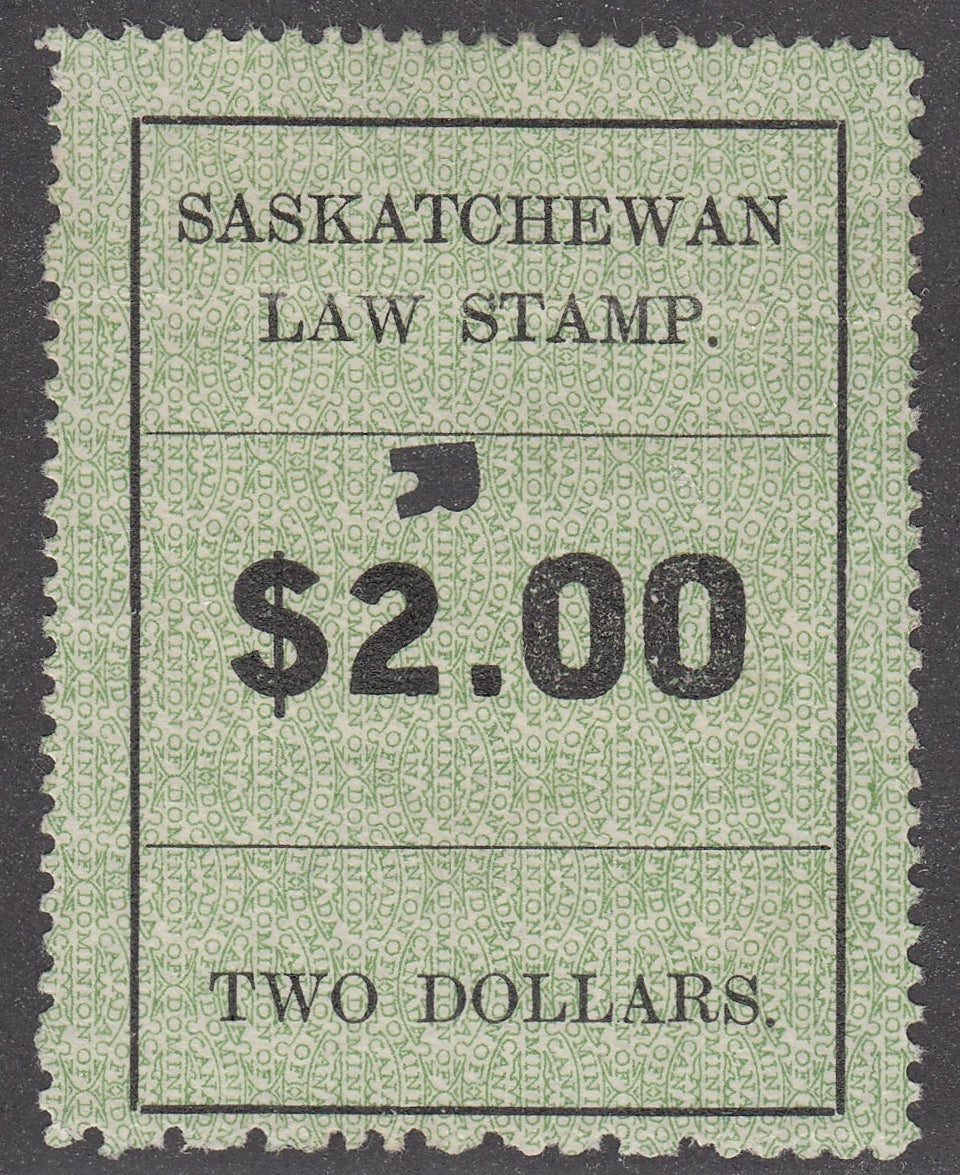 SASKATCHEWAN
LAW STAMP.
$2.00
TWO DOLLARS.